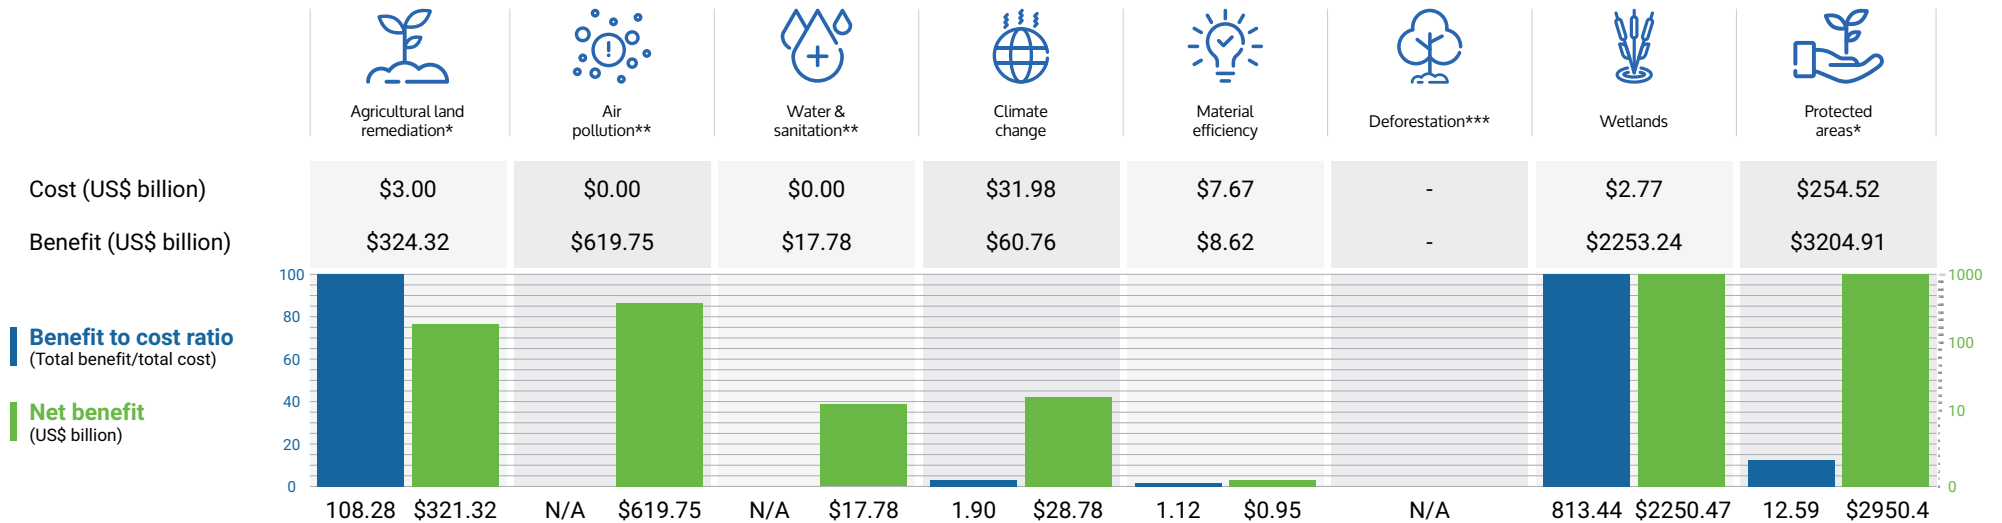 Agricultural land
remediation*
Air
pollution**
Water &
sanitation**
Climate
change
Material
efficiency
Deforestation***
Wetlands
Protected
areas*
Cost (US$ billion) $3.00 $0.00 $0.00 $31.98 $7.67 - $2.77 $254.52
Benefit (US$ billion) $324.32 $619.75 $17.78 $60.76 $8.62 - $2253.24 $3204.91
Benefit to cost ratio
(Total benefit/total cost)
Net benefit
(US$ billion)
100
80
60
40
20
0
1000
100
10
0
108.28 $321.32 N/A $619.75 N/A $17.78 1.90 $28.78 1.12 $0.95 N/A 813.44 $2250.47 12.59 $2950.4